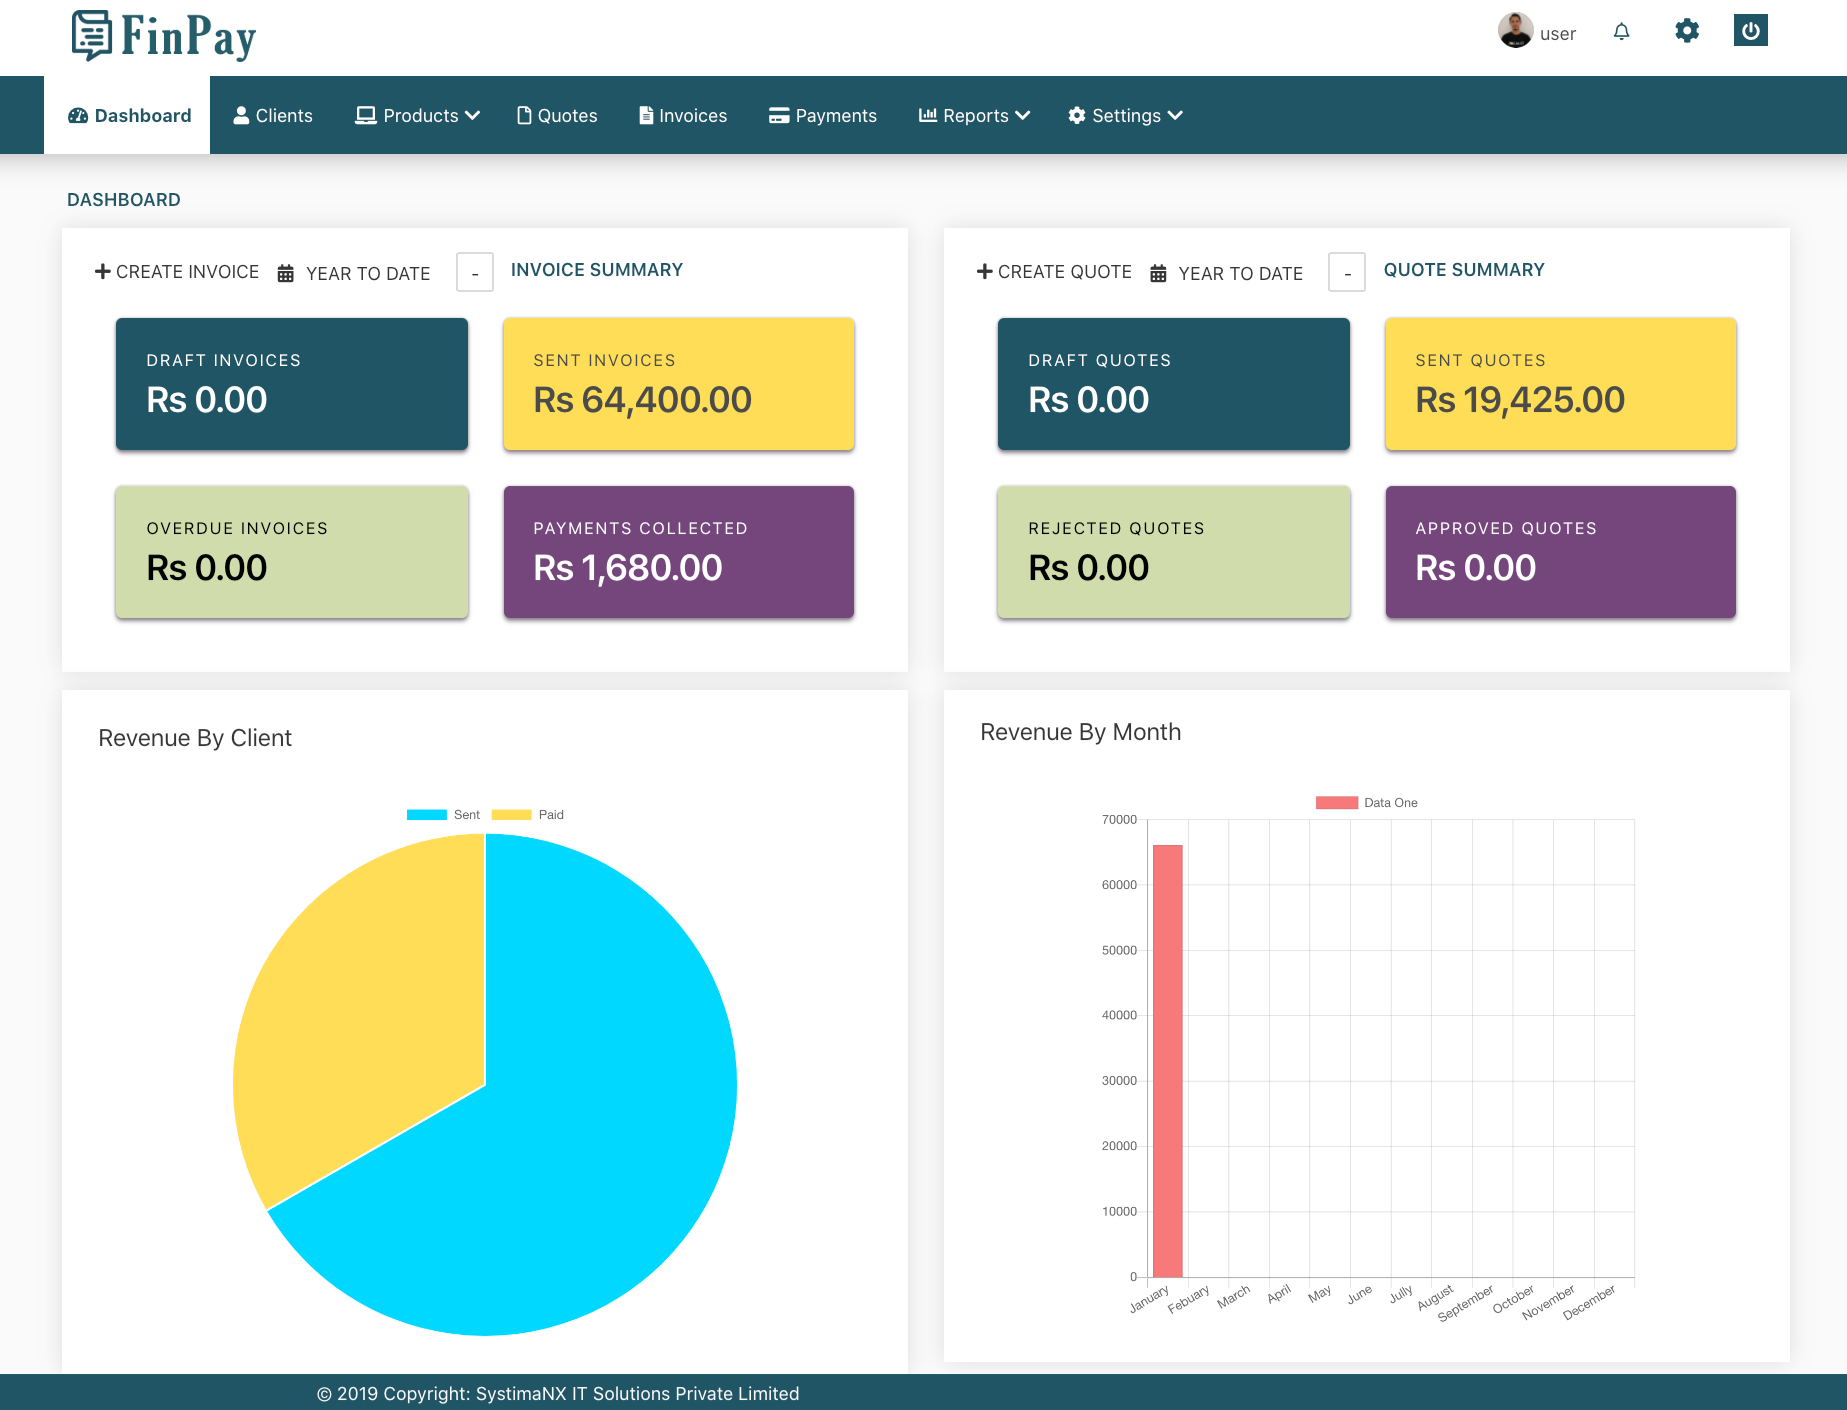 FinPay
user
Dashboard
Clients
Products
Quotes
Invoices
Payments
Reports
Settings
DASHBOARD
CREATE INVOICE
YEAR TO DATE
-
INVOICE SUMMARY
DRAFT INVOICES
Rs 0.00
SENT INVOICES
Rs 64,400.00
OVERDUE INVOICES
Rs 0.00
PAYMENTS COLLECTED
Rs 1,680.00
CREATE QUOTE
YEAR TO DATE
-
QUOTE SUMMARY
DRAFT QUOTES
Rs 0.00
SENT QUOTES
Rs 19,425.00
REJECTED QUOTES
Rs 0.00
APPROVED QUOTES
Rs 0.00
Revenue By Client
Sent
Paid
Revenue By Month
Data One
70000
60000
50000
40000
30000
20000
10000
0
January
Febuary
March
April
May
June
Jully
August
September
October
November
December
© 2019 Copyright: SystimaNX IT Solutions Private Limited